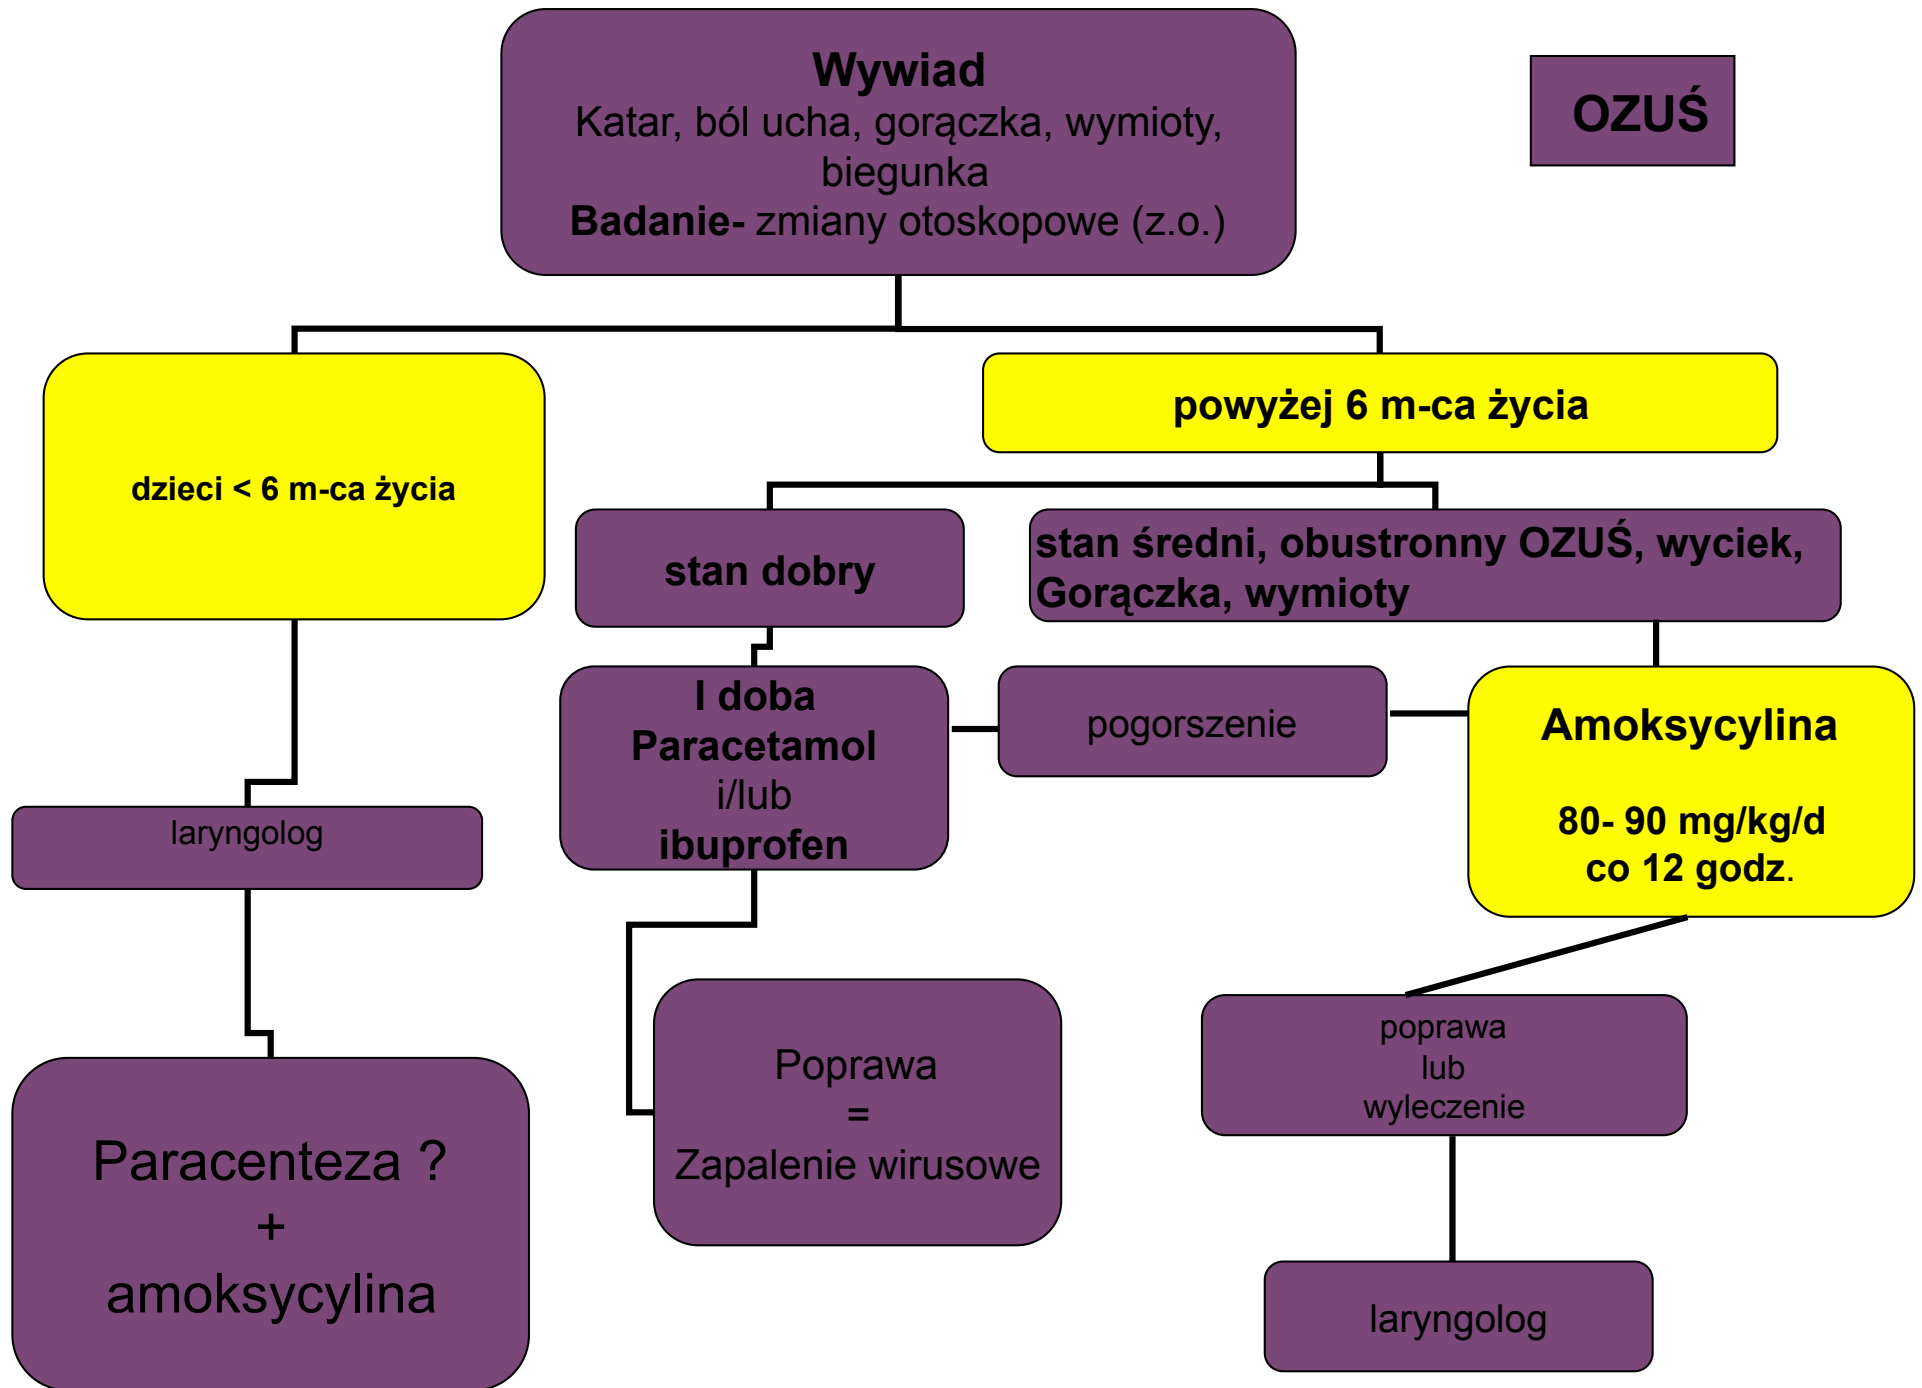 Wywiad
Katar, ból ucha, gorączka, wymioty,
biegunka
Badanie- zmiany otoskopowe (z.o.)
OZUŚ
dzieci < 6 m-ca życia
powyżej 6 m-ca życia
stan dobry
stan średni, obustronny OZUŚ, wyciek,
Gorączka, wymioty
I doba
Paracetamol
i/lub
ibuprofen
pogorszenie
Amoksycylina
80- 90 mg/kg/d
co 12 godz.
laryngolog
Poprawa
=
Zapalenie wirusowe
poprawa
lub
wyleczenie
Paracenteza ?
+
amoksycylina
laryngolog